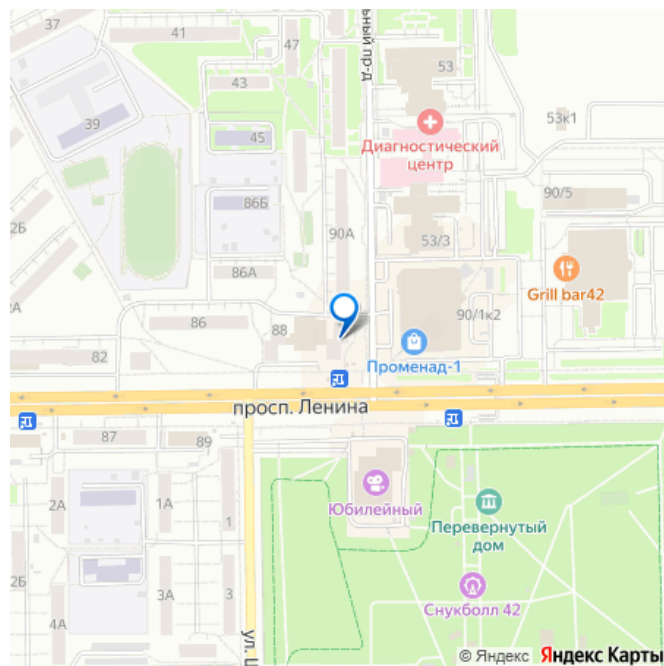 37
41
47
43
53
ьный пр-д
39
45
53к1
Диагностический
центр
86Б
90/5
2Б
90А
53/3
86А
2А
Grill bar42
86
88
90/1к2
82
Променад-1
просп. Ленина
87
89
2А
1А
1
Юбилейный
Перевернутый
дом
2Б
3А
3
4А
Снукболл 42
ул. Ш
© Яндекс Яндекс Карты